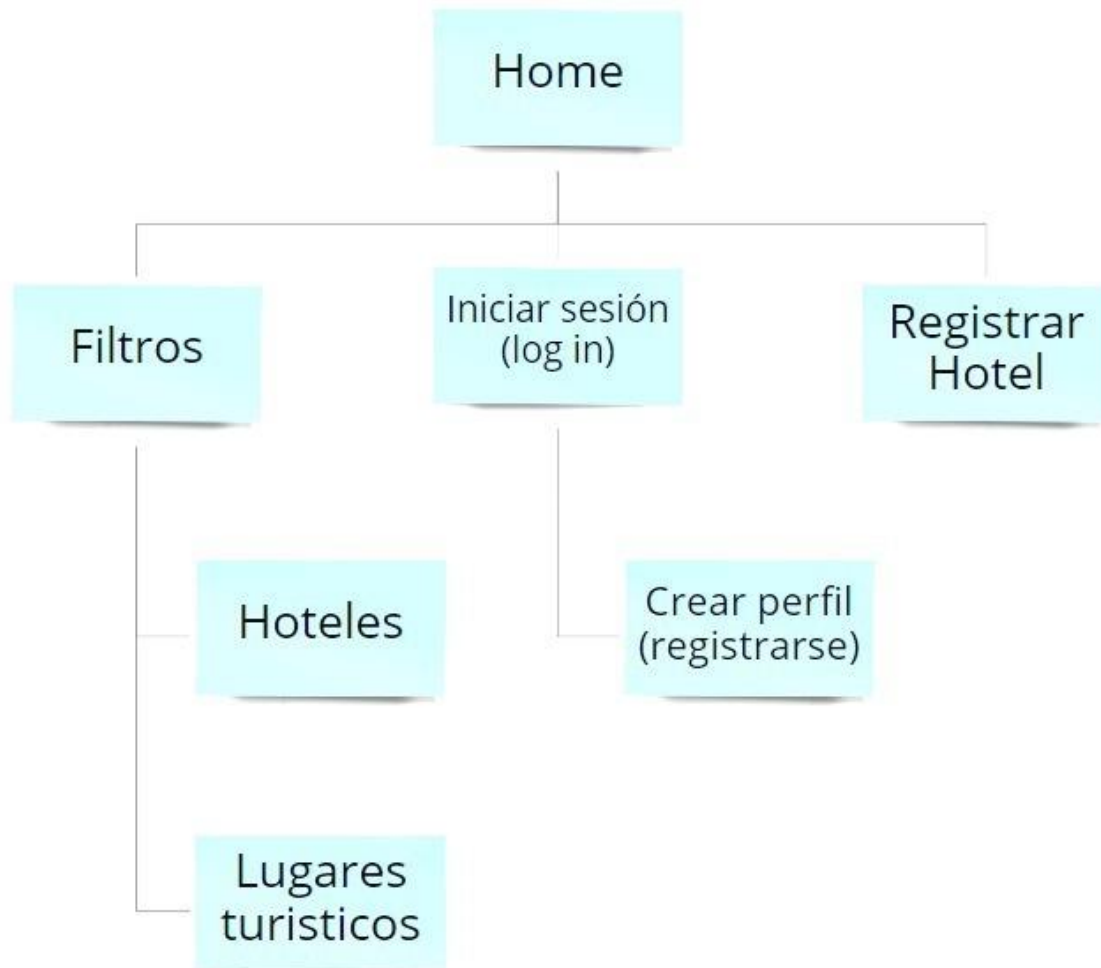 Home
Filtros
Iniciar sesión
(log in)
Registrar
Hotel
Hoteles
Crear perfil
(registrarse)
Lugares
turisticos